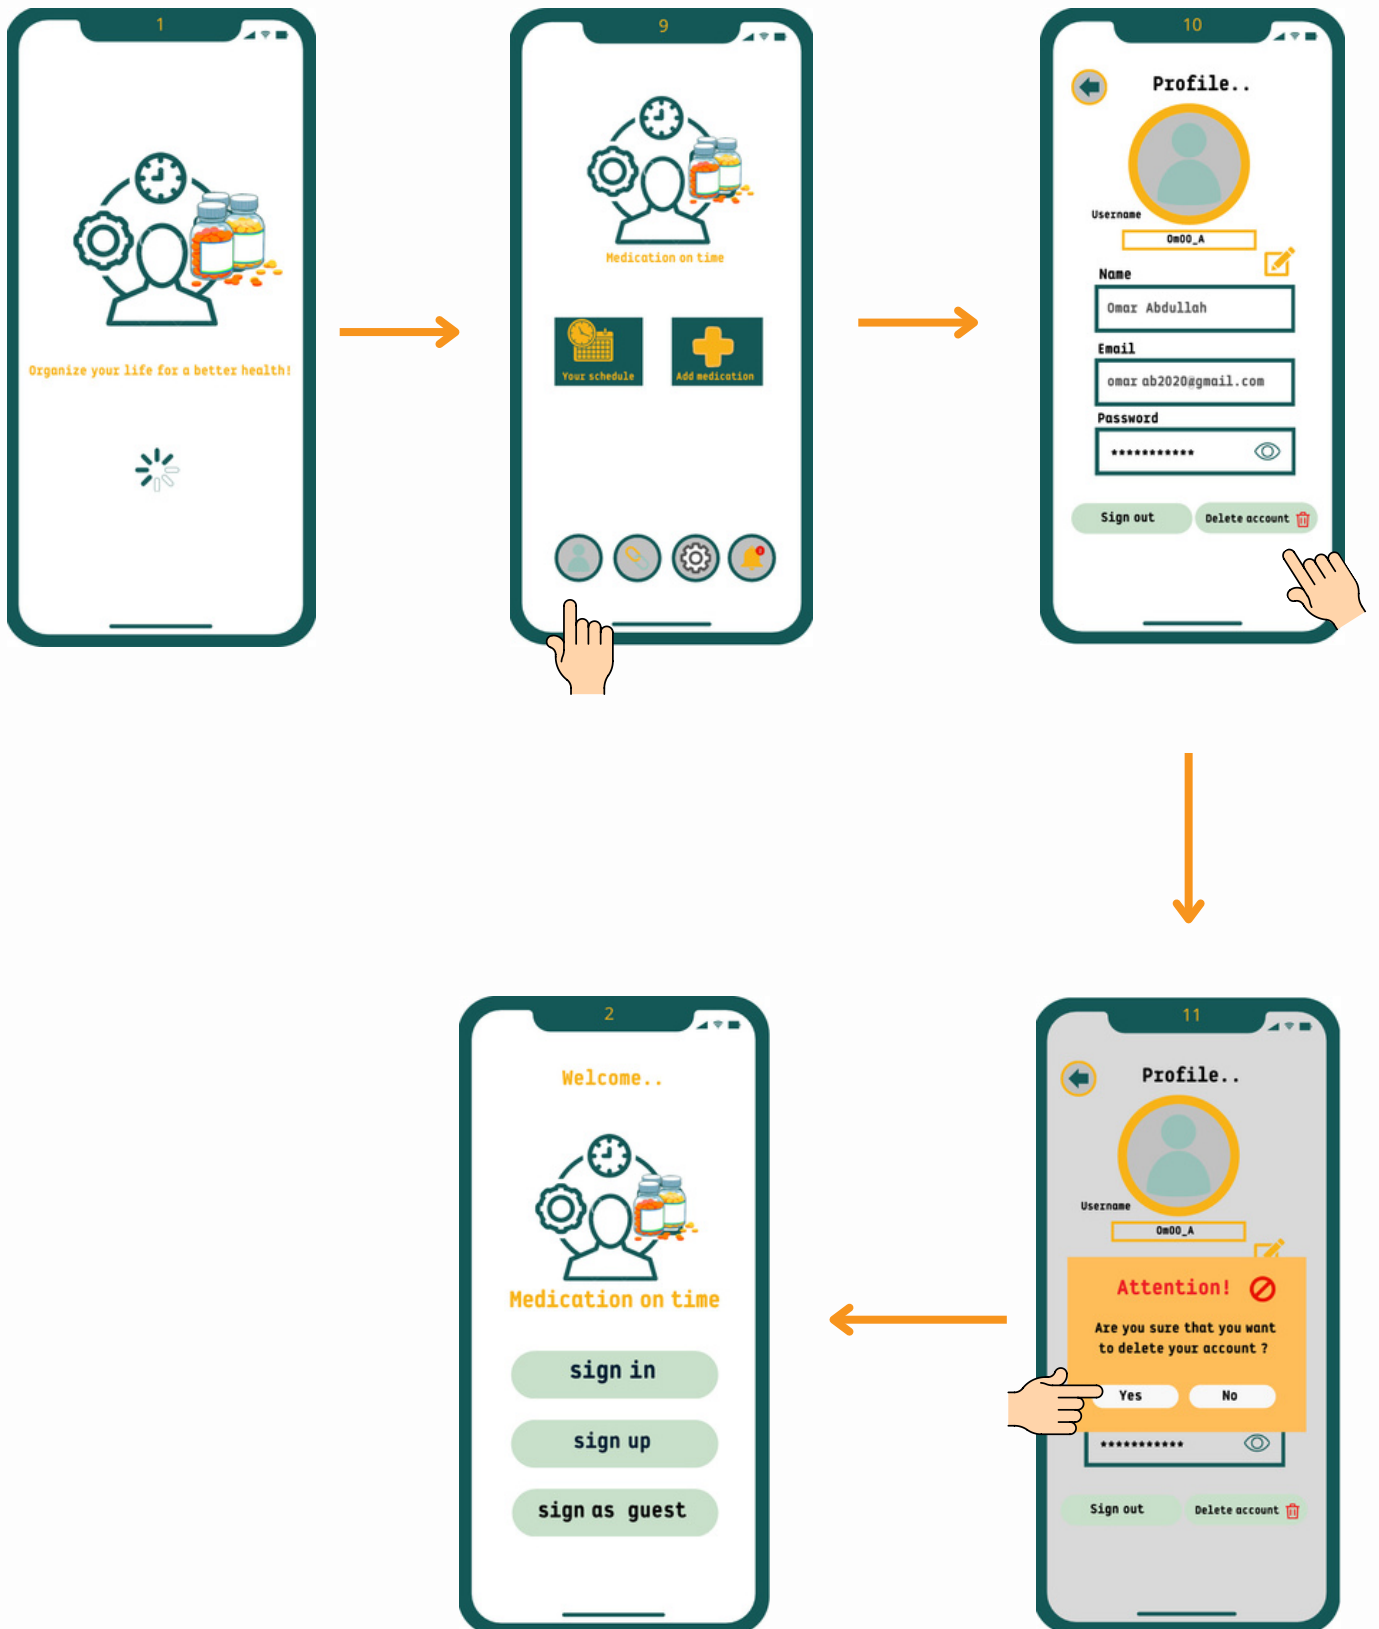 1
Organize your life for a better health!
9
Medication on time
Your schedule
Add medication
10
Profile..
Username
Om00_A
Name
Omar Abdullah
Email
omar ab2020@gmail.com
Password
***********
Sign out
Delete account
11
Profile..
Username
Om00_A
Attention!
Are you sure that you want
to delete your account ?
Yes
No
***********
Sign out
Delete account
2
Welcome..
Medication on time
sign in
sign up
sign as guest